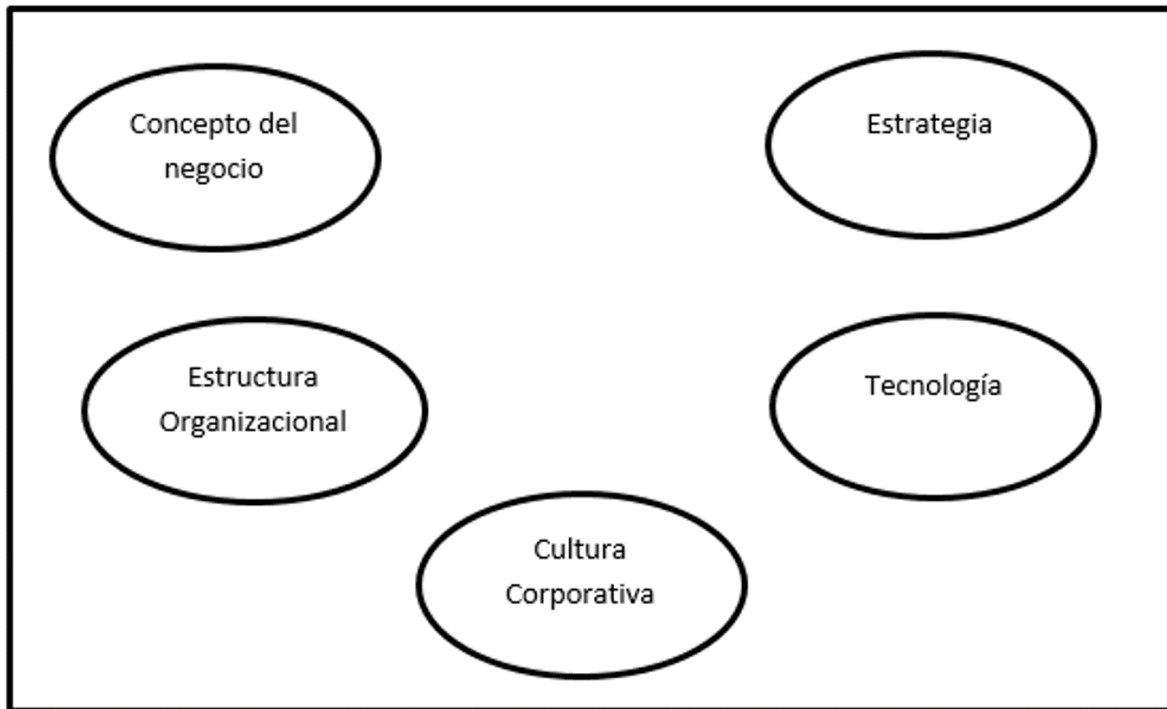 Concepto del
negocio
Estrategia
Estructura
Organizacional
Tecnología
Cultura
Corporativa